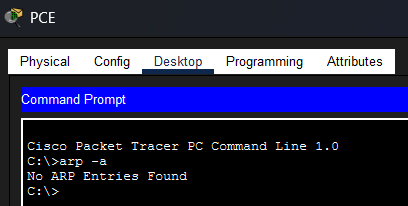 PCE
Physical Config Desktop Programming Attributes
Command Prompt
Cisco Packet Tracer PC Command Line 1.0
C:\>arp -a
No ARP Entries Found
C:\>